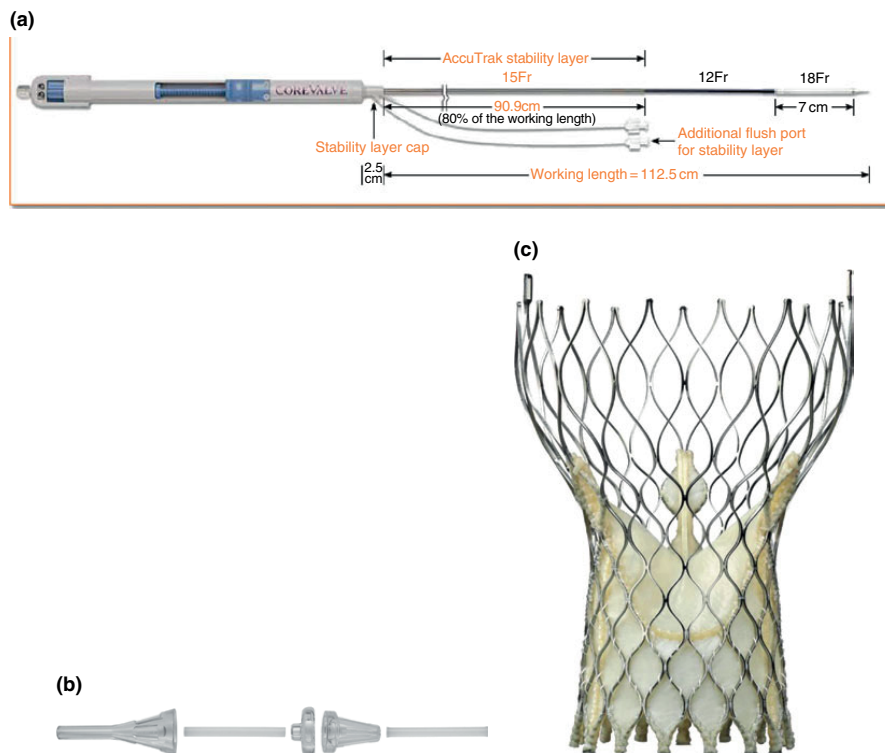 (a)
AccuTrak stability layer
15Fr
12Fr
18Fr
COREVALVE
90.9cm
(80% of the working length)
7 cm
Stability layer cap
Additional flush port
for stability layer
2.5
cm
Working length = 112.5 cm
(c)
(b)